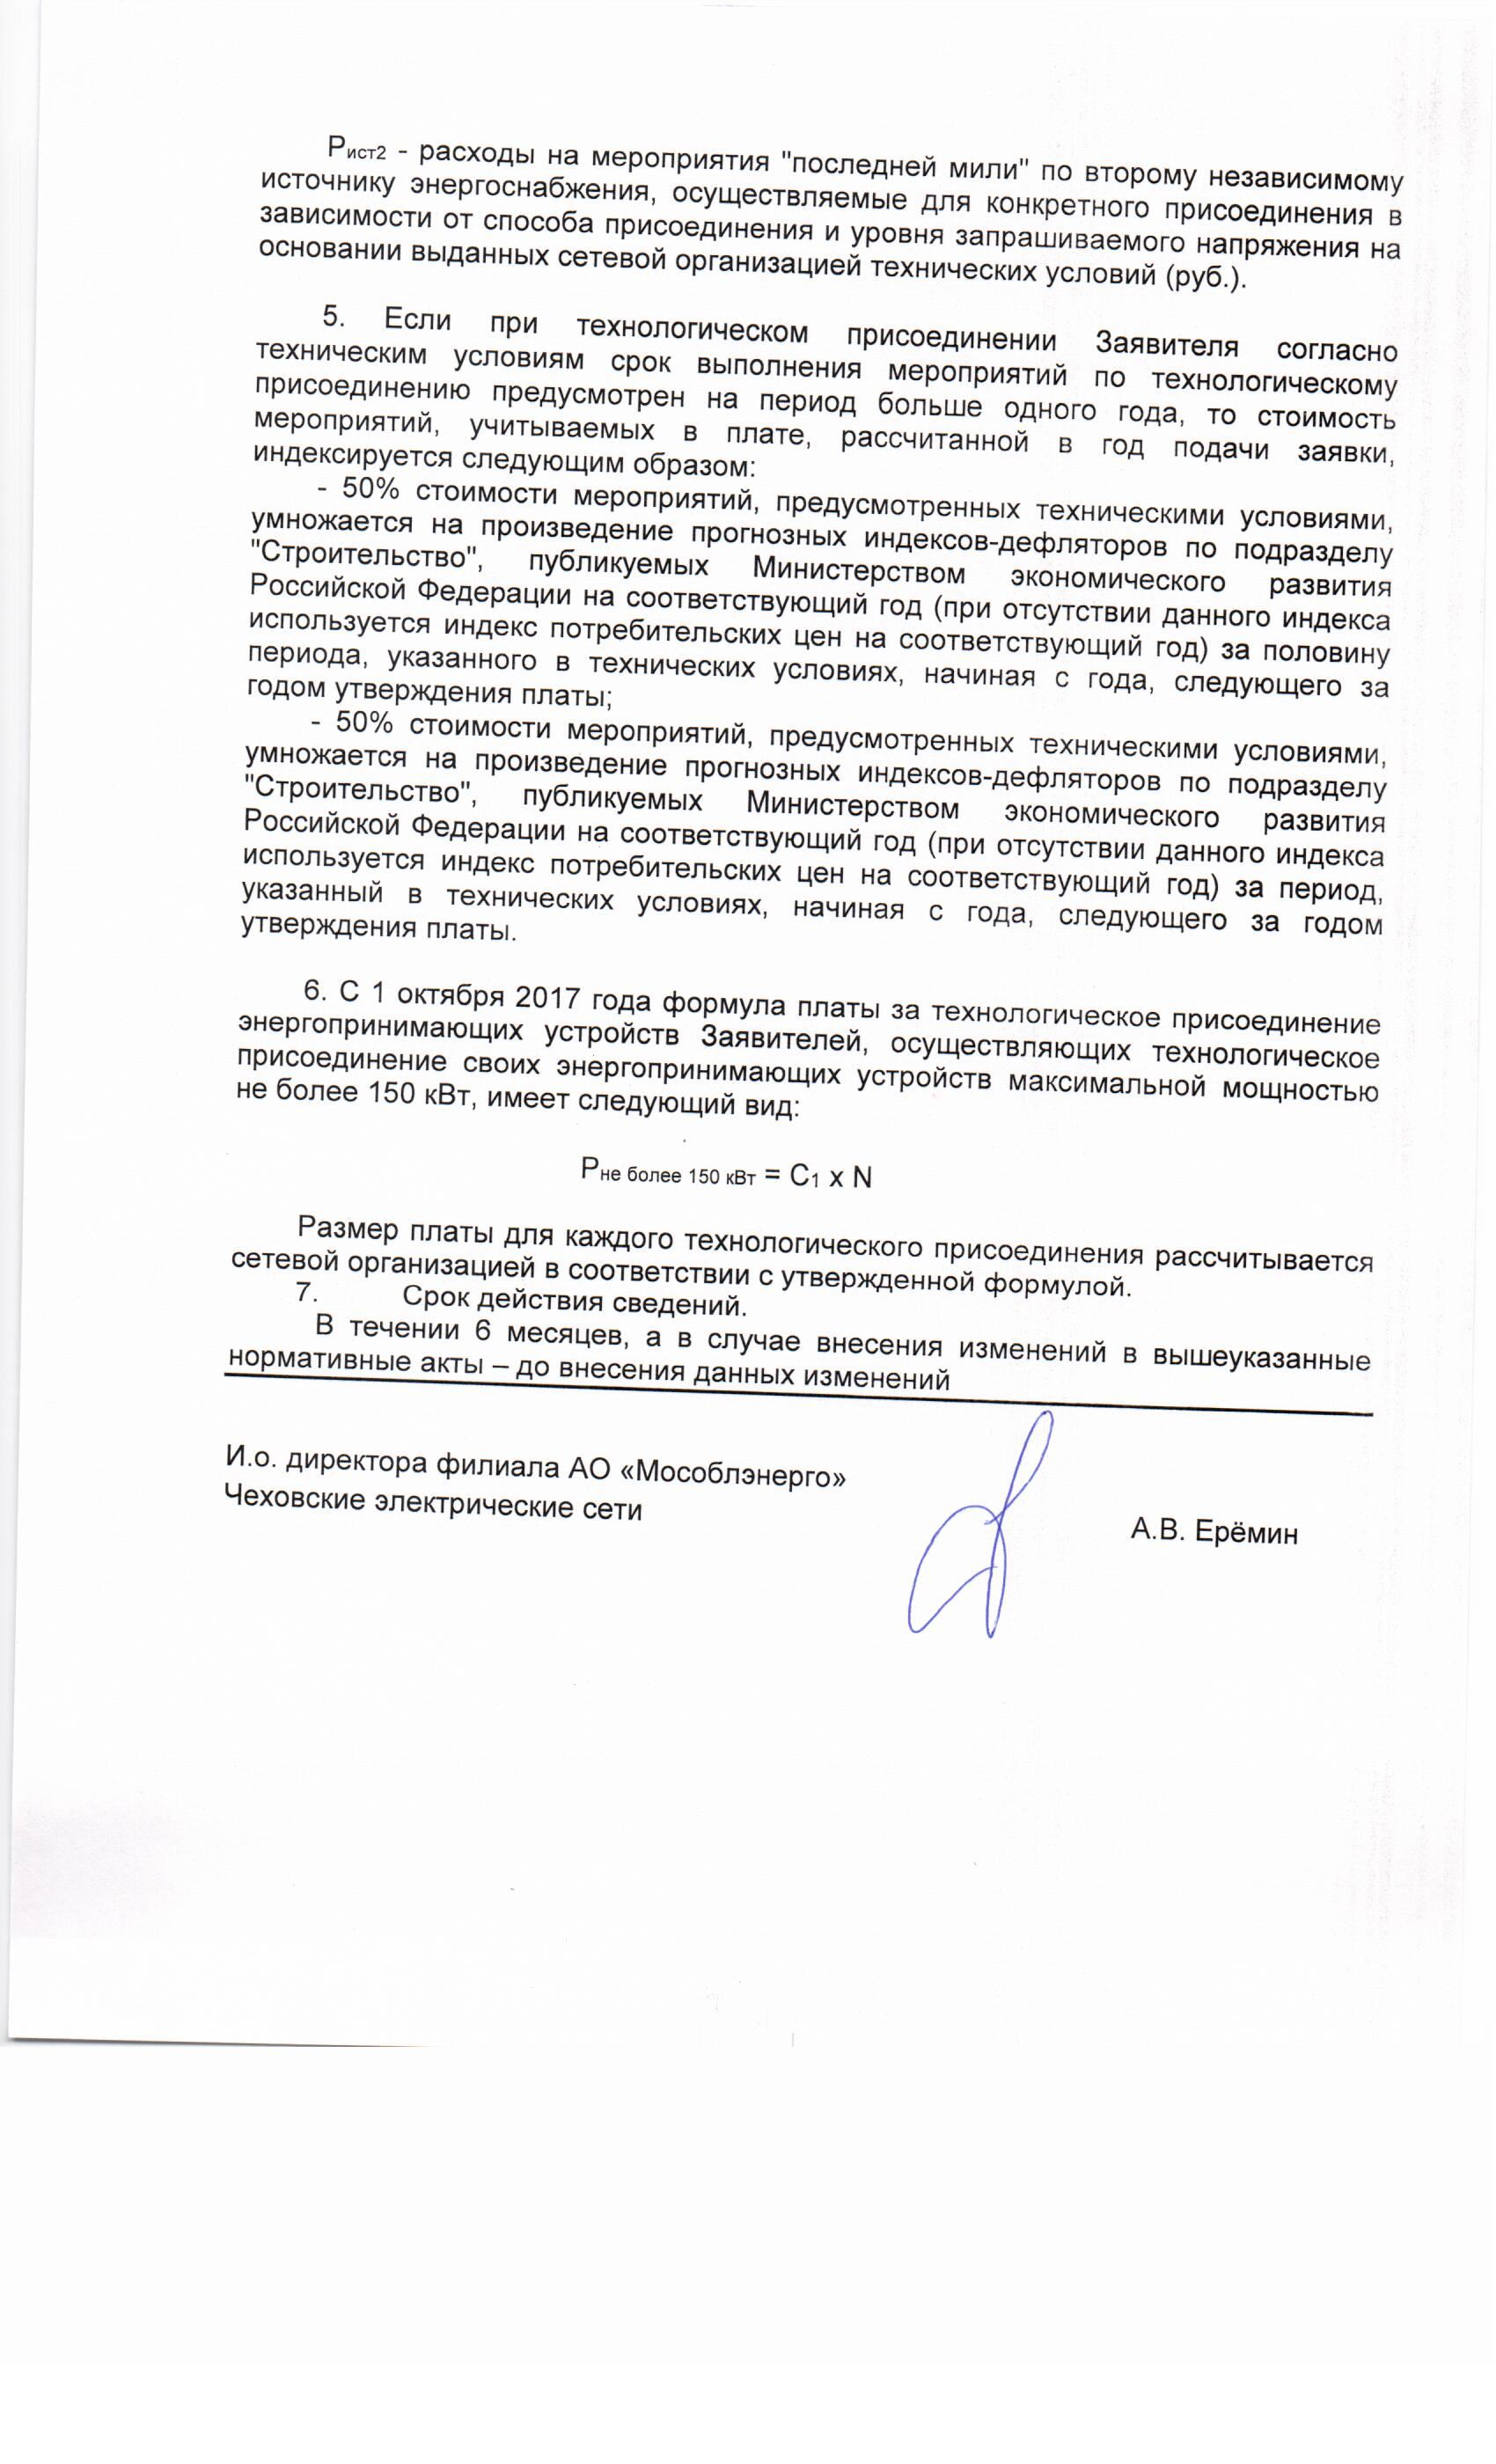 Рист2 - расходы на мероприятия "последней мили" по второму независимому
источнику энергоснабжения, осуществляемые для конкретного присоединения в
зависимости от способа присоединения и уровня запрашиваемого напряжения на
основании выданных сетевой организацией технических условий (руб.).
5. Если при технологическом присоединении Заявителя согласно
техническим условиям срок выполнения мероприятий по технологическому
присоединению предусмотрен на период больше одного года, то стоимость
мероприятий, учитываемых в плате, рассчитанной в год подачи заявки,
индексируется следующим образом:
- 50% стоимости мероприятий, предусмотренных техническими условиями,
умножается на произведение прогнозных индексов-дефляторов по подразделу
"Строительство", публикуемых Министерством экономического развития
Российской Федерации на соответствующий год (при отсутствии данного индекса
используется индекс потребительских цен на соответствующий год) за половину
периода, указанного в технических условиях, начиная с года, следующего за
годом утверждения платы;
- 50% стоимости мероприятий, предусмотренных техническими условиями,
умножается на произведение прогнозных индексов-дефляторов по подразделу
"Строительство", публикуемых Министерством экономического развития
Российской Федерации на соответствующий год (при отсутствии данного индекса
используется индекс потребительских цен на соответствующий год) за период,
указанный в технических условиях, начиная с года, следующего за годом
утверждения платы.
6. С 1 октября 2017 года формула платы за технологическое присоединение
энергопринимающих устройств Заявителей, осуществляющих технологическое
присоединение своих энергопринимающих устройств максимальной мощностью
не более 150 кВт, имеет следующий вид:
Рне более 150 кВт = С1 x N
Размер платы для каждого технологического присоединения рассчитывается
сетевой организацией в соответствии с утвержденной формулой.
7. Срок действия сведений.
В течении 6 месяцев, а в случае внесения изменений в вышеуказанные
нормативные акты – до внесения данных изменений
И.о. директора филиала АО «Мособлэнерго»
Чеховские электрические сети
А.В. Ерёмин